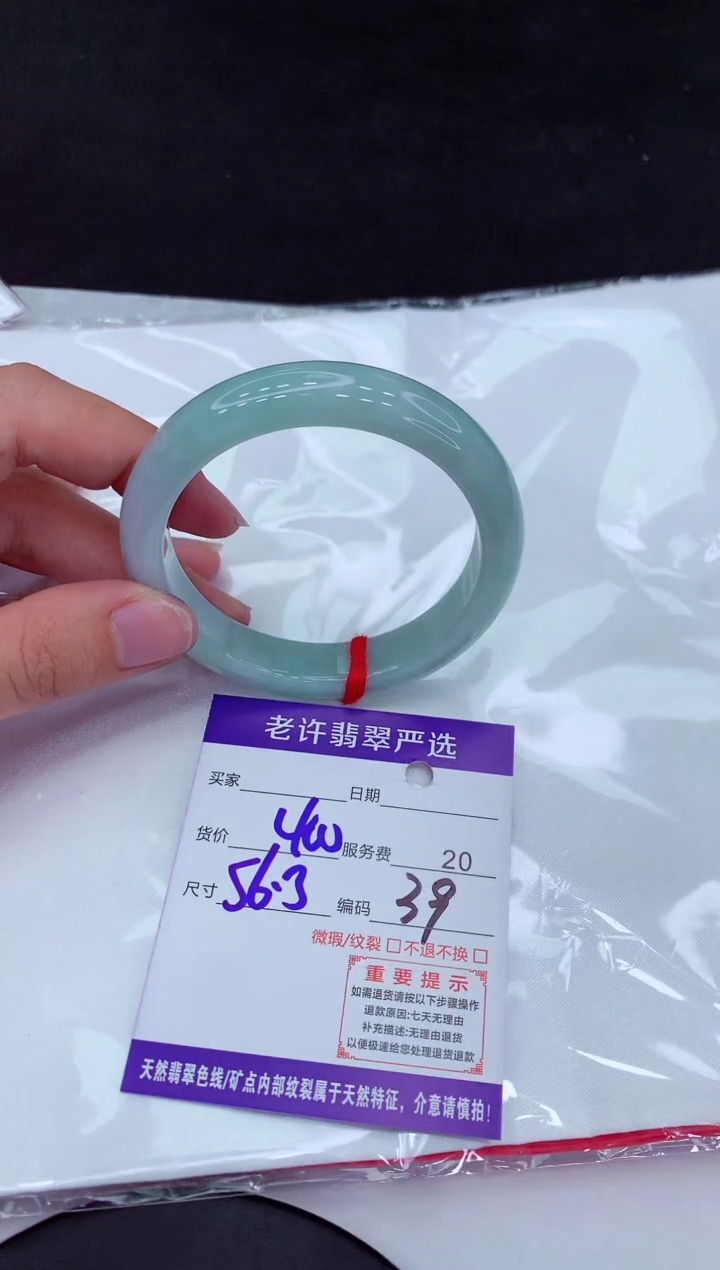 老许翡翠严选
买家 日期
货价 服务费 20
尺寸 56.3 编码 39
微瑕/纹裂 □ 不退不换 □
重要提示
如需退货请按以下步骤操作
退款原因:七天无理由
补充描述:无理由退货
以便极速给您处理退货退款
天然翡翠色线/矿点内部纹裂属于天然特征，介意请慎拍!